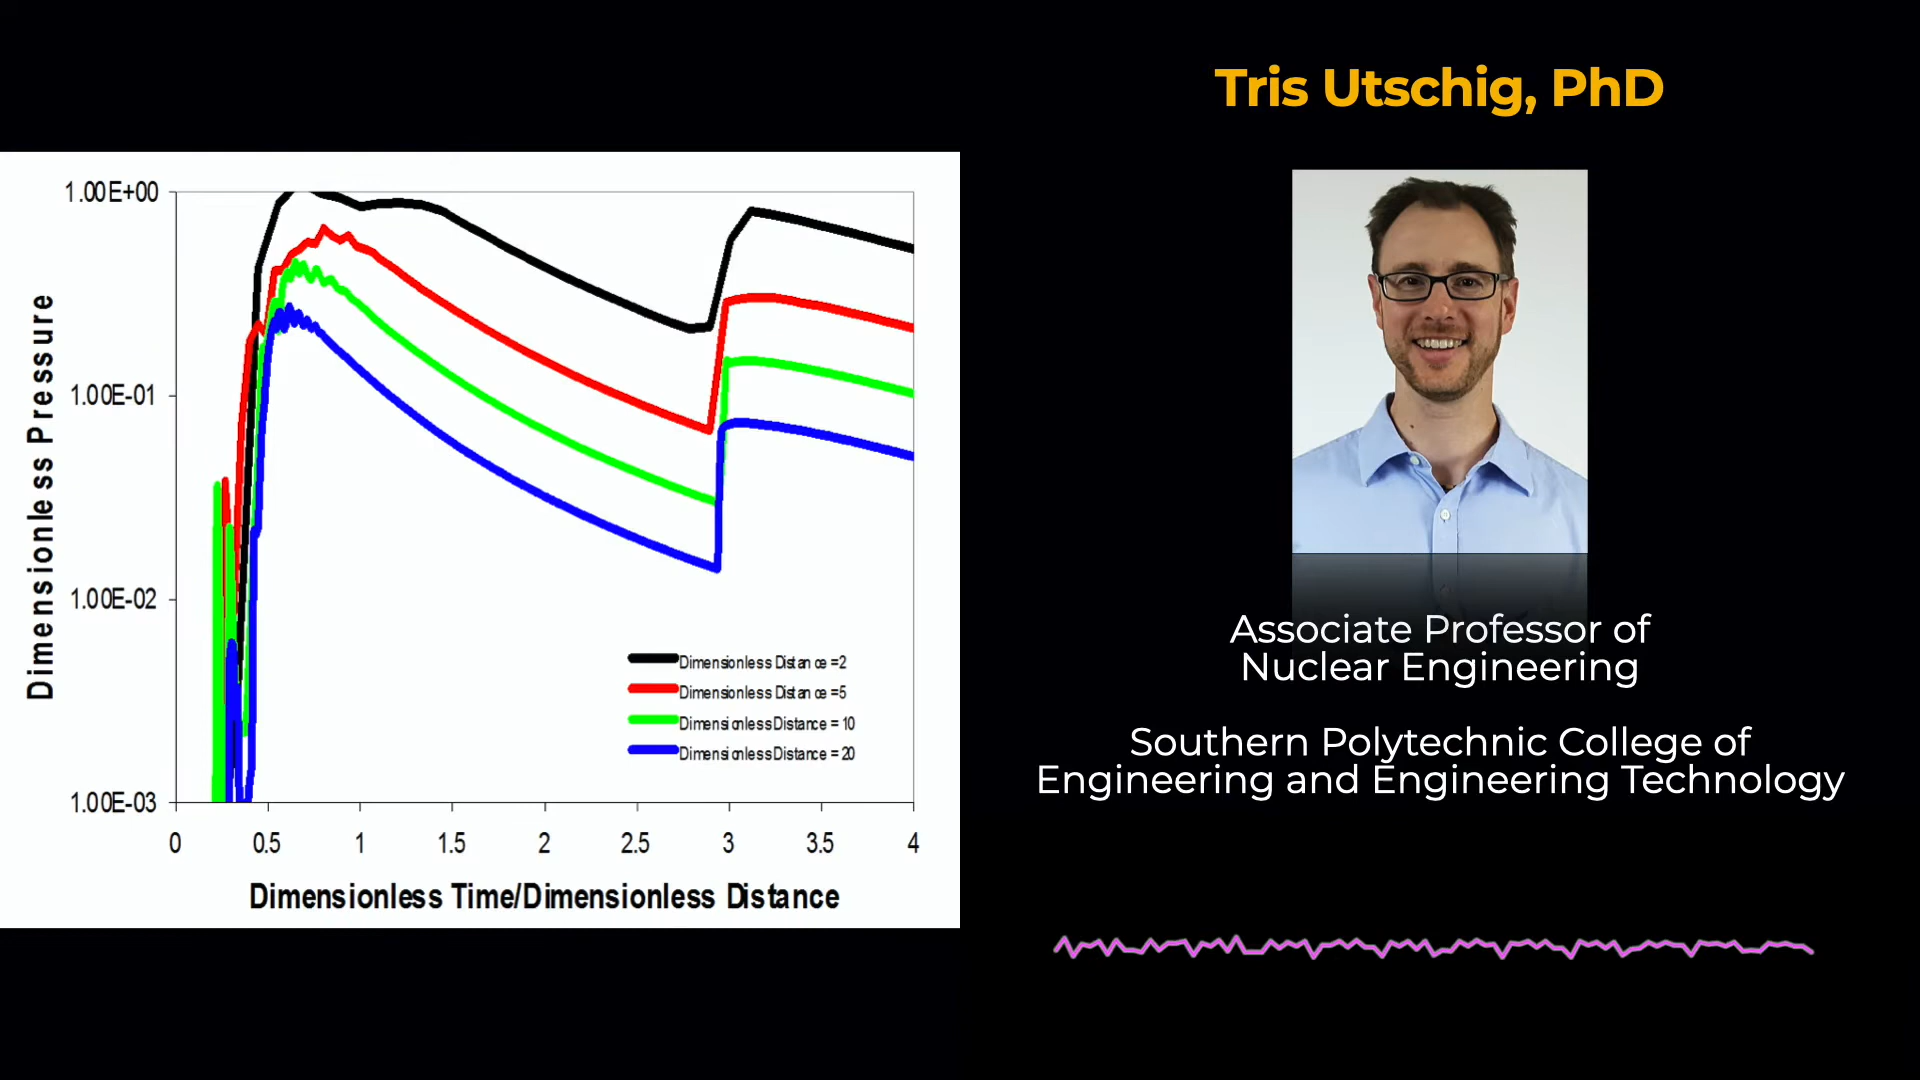 Tris Utschig, PhD
Associate Professor of
Nuclear Engineering
Southern Polytechnic College of
Engineering and Engineering Technology
Dimensionless Pressure
1.00E+00
1.00E-01
1.00E-02
1.00E-03
Dimensionless Distance =2
Dimensionless Distance =5
Dimensionless Distance = 10
Dimensionless Distance = 20
0 0.5 1 1.5 2 2.5 3 3.5 4
Dimensionless Time/Dimensionless Distance